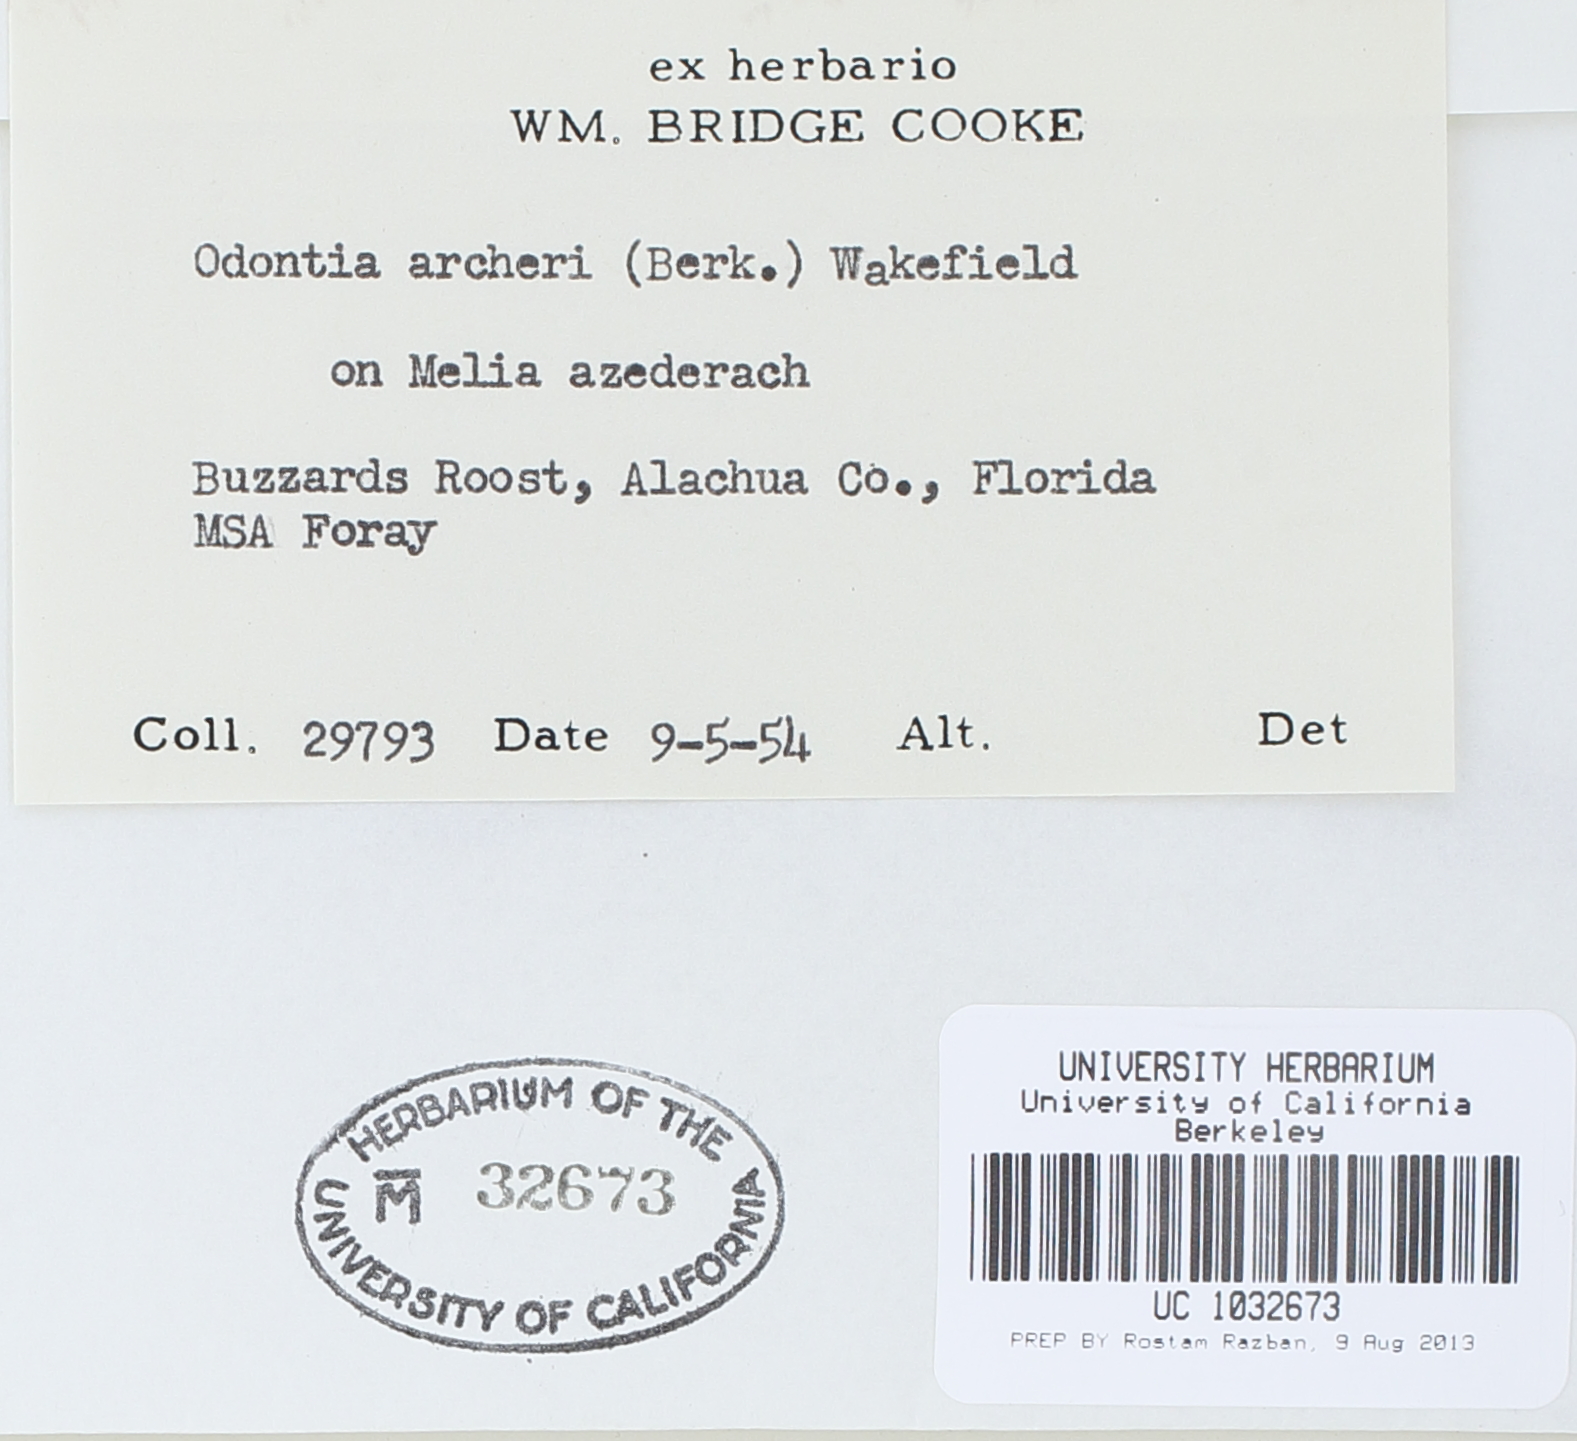 ex herbario
WM. BRIDGE COOKE
Odontia archeri (Berk.) Wakefield
on Melia azederach
Buzzards Roost, Alachua Co., Florida
MSA Foray
Coll. 29793 Date 9-5-54 Alt. Det
HERBARIUM OF THE
M̅ 32673
UNIVERSITY OF CALIFORNIA
UNIVERSITY HERBARIUM
University of California
Berkeley
UC 1032673
PREP BY Rostam Razban, 9 Aug 2013